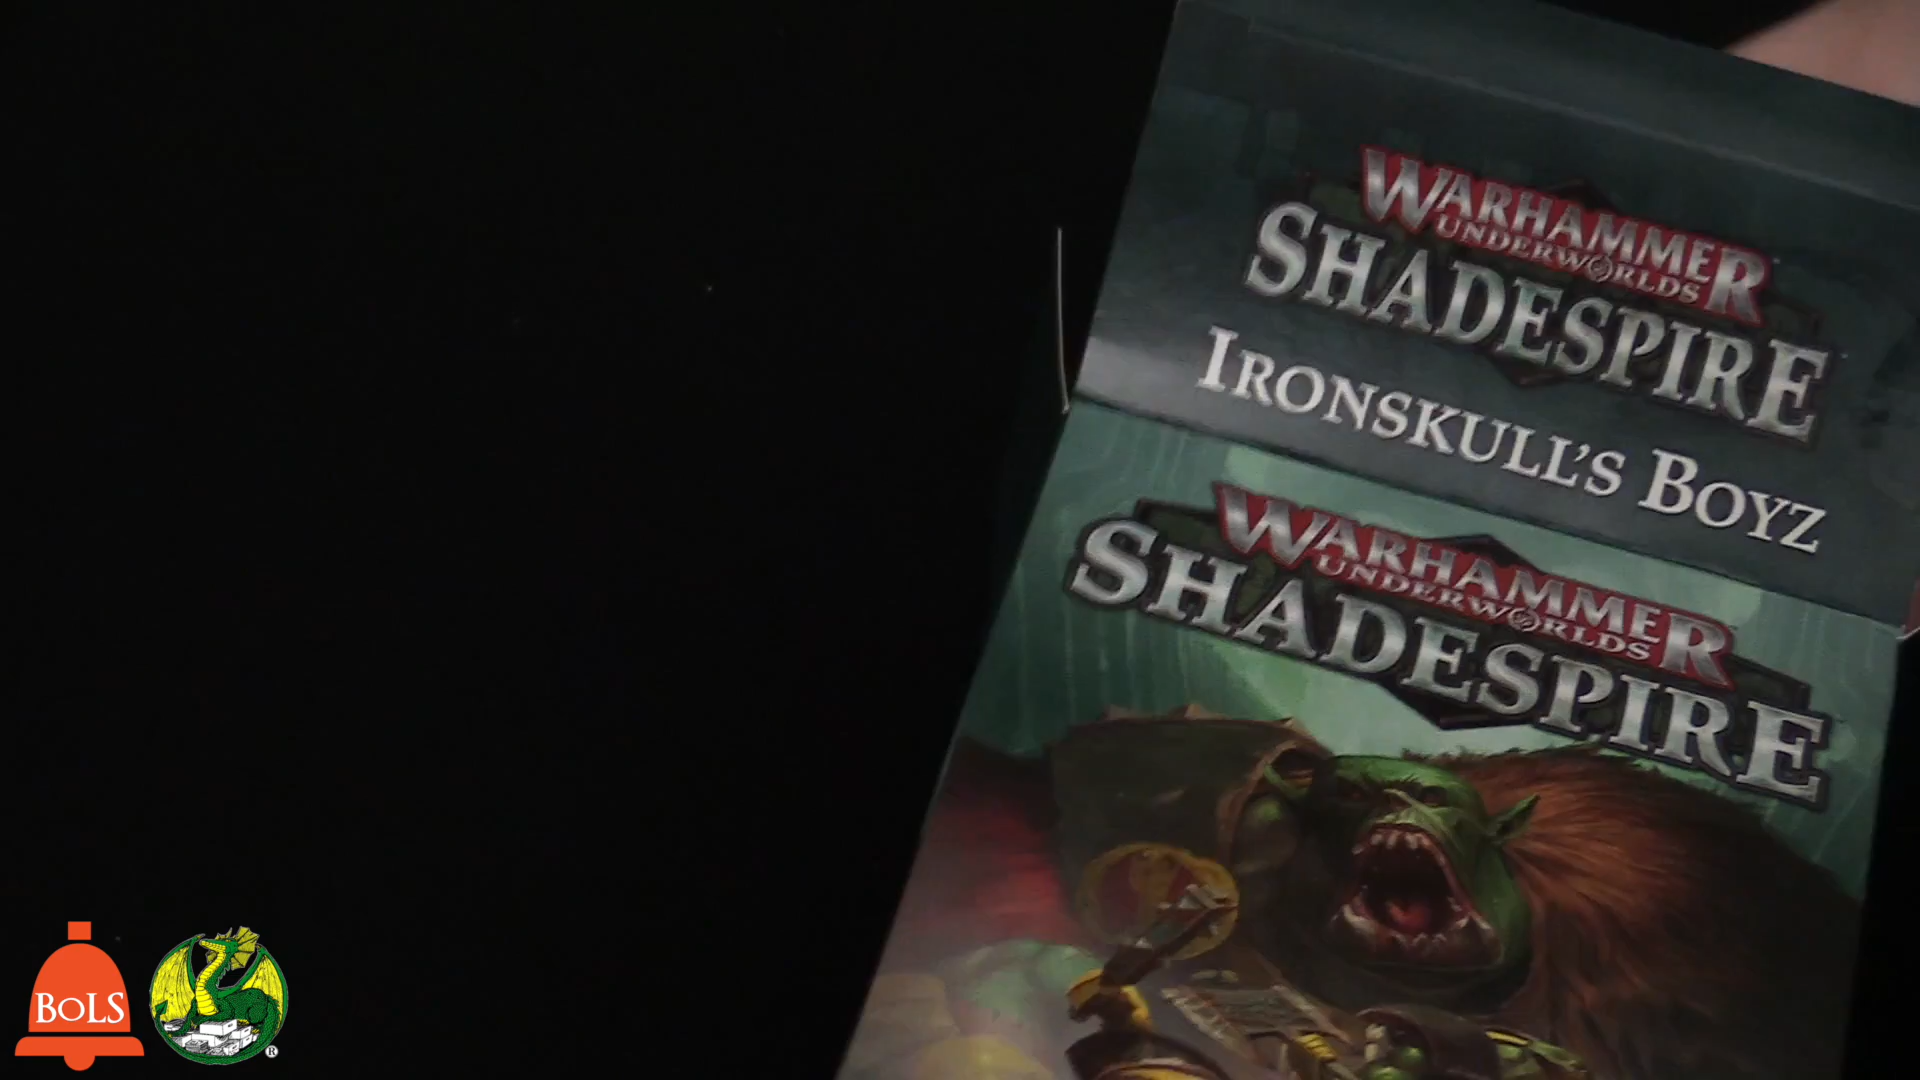 WARHAMMER
UNDERWORLDS
SHADESPIRE
IRONSKULL'S BOYZ
WARHAMMER
UNDERWORLDS
SHADESPIRE
BoLS
®